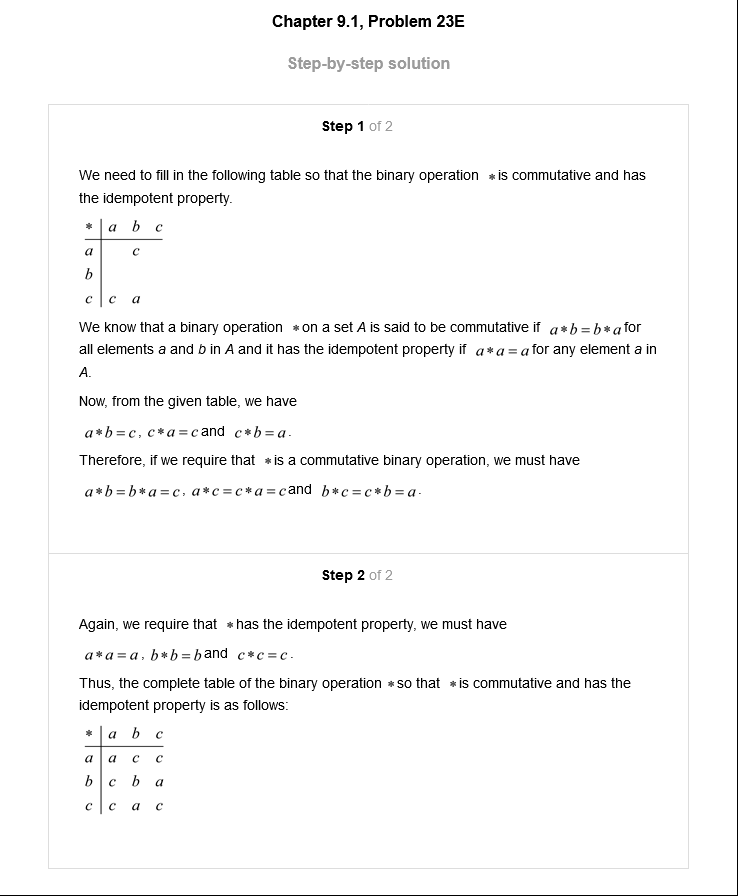 Chapter 9.1, Problem 23E
Step-by-step solution
Step 1 of 2
We need to fill in the following table so that the binary operation * is commutative and has
the idempotent property.
* a b c
a c
b
c c a
We know that a binary operation * on a set A is said to be commutative if a*b=b*a for
all elements a and b in A and it has the idempotent property if a*a=a for any element a in
A.
Now, from the given table, we have
a*b=c, c*a=c and c*b=a.
Therefore, if we require that * is a commutative binary operation, we must have
a*b=b*a=c, a*c=c*a=c and b*c=c*b=a.
Step 2 of 2
Again, we require that * has the idempotent property, we must have
a*a=a, b*b=b and c*c=c.
Thus, the complete table of the binary operation * so that * is commutative and has the
idempotent property is as follows:
* a b c
a a c c
b c b a
c c a c